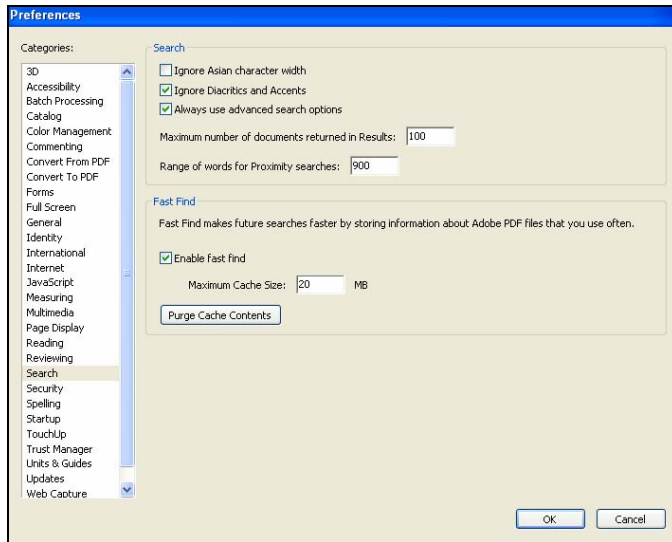 Preferences
Categories:
3D
Accessibility
Batch Processing
Catalog
Color Management
Commenting
Convert From PDF
Convert To PDF
Forms
Full Screen
General
Identity
International
Internet
JavaScript
Measuring
Multimedia
Page Display
Reading
Reviewing
Search
Security
Spelling
Startup
TouchUp
Trust Manager
Units & Guides
Updates
Web Capture
Search
Ignore Asian character width
Ignore Diacritics and Accents
Always use advanced search options
Maximum number of documents returned in Results: 100
Range of words for Proximity searches: 900
Fast Find
Fast Find makes future searches faster by storing information about Adobe PDF files that you use often.
Enable fast find
Maximum Cache Size: 20 MB
Purge Cache Contents
OK Cancel